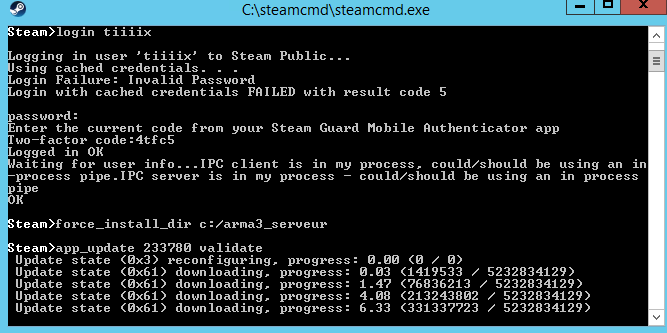 C:\steamcmd\steamcmd.exe
Steam>login tiiiix
Logging in user 'tiiiix' to Steam Public...
Using cached credentials. . .
Login Failure: Invalid Password
Login with cached credentials FAILED with result code 5
password:
Enter the current code from your Steam Guard Mobile Authenticator app
Two-factor code:4tfc5
Logged in OK
Waiting for user info...IPC client is in my process, could/should be using an in
-process pipe.IPC server is in my process - could/should be using an in process
pipe
OK
Steam>force_install_dir c:/arma3_serveur
Steam>app_update 233780 validate
Update state (0x3) reconfiguring, progress: 0.00 (0 / 0)
Update state (0x61) downloading, progress: 0.03 (1419533 / 5232834129)
Update state (0x61) downloading, progress: 1.47 (76836213 / 5232834129)
Update state (0x61) downloading, progress: 4.08 (213243802 / 5232834129)
Update state (0x61) downloading, progress: 6.33 (331337723 / 5232834129)